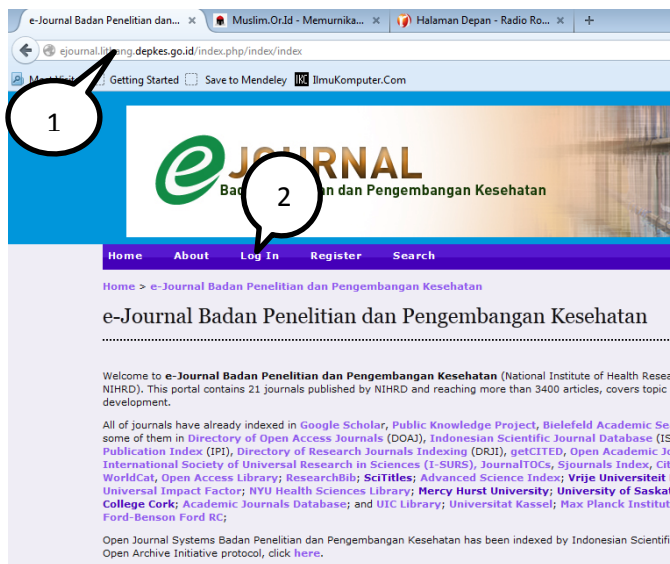 e-Journal Badan Penelitian dan... × Muslim.Or.Id - Memurnika... × Halaman Depan - Radio Ro... × +
ejournal.litbang.depkes.go.id/index.php/index/index
Getting Started Save to Mendeley IKC IlmuKomputer.Com
1
e JOURNAL
2
dan Pengembangan Kesehatan
Home About Log In Register Search
Home > e-Journal Badan Penelitian dan Pengembangan Kesehatan
e-Journal Badan Penelitian dan Pengembangan Kesehatan
Welcome to e-Journal Badan Penelitian dan Pengembangan Kesehatan (National Institute of Health Resea
NIHRD). This portal contains 21 journals published by NIHRD and reaching more than 3400 articles, covers topic
development.
All of journals have already indexed in Google Scholar, Public Knowledge Project, Bielefeld Academic Se
some of them in Directory of Open Access Journals (DOAJ), Indonesian Scientific Journal Database (IS
Publication Index (IPI), Directory of Research Journals Indexing (DRJI), getCITED, Open Academic Jo
International Society of Universal Research in Sciences (I-SURS), JournalTOCs, Sjournals Index, Cit
WorldCat, Open Access Library; ResearchBib; SciTitles; Advanced Science Index; Vrije Universiteit
Universal Impact Factor; NYU Health Sciences Library; Mercy Hurst University; University of Saskat
College Cork; Academic Journals Database; and UIC Library; Universitat Kassel; Max Planck Institut
Ford-Benson Ford RC;
Open Journal Systems Badan Penelitian dan Pengembangan Kesehatan has been indexed by Indonesian Scientifi
Open Archive Initiative protocol, click here.